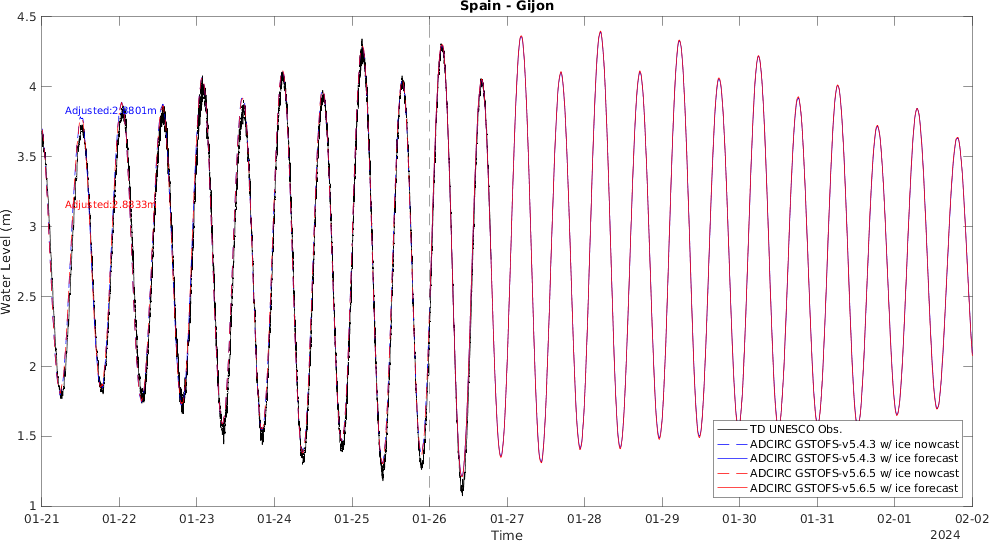 Spain - Gijon
4.5
4
3.5
3
2.5
2
1.5
1
Water Level (m)
Adjusted:2.8801m
Adjusted:2.8833m
TD UNESCO Obs.
ADCIRC GSTOFS-v5.4.3 w/ ice nowcast
ADCIRC GSTOFS-v5.4.3 w/ ice forecast
ADCIRC GSTOFS-v5.6.5 w/ ice nowcast
ADCIRC GSTOFS-v5.6.5 w/ ice forecast
01-21 01-22 01-23 01-24 01-25 01-26 01-27 01-28 01-29 01-30 01-31 02-01 02-02
Time
2024